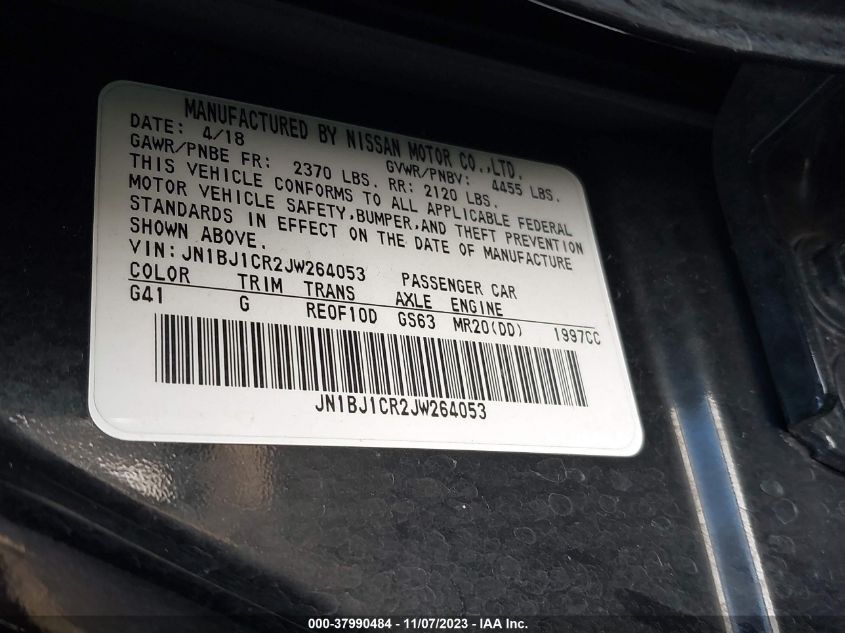 MANUFACTURED BY NISSAN MOTOR CO.,LTD.
DATE: 4/18 GVWR/PNBV: 4455 LBS.
GAWR/PNBE FR: 2370 LBS. RR: 2120 LBS.
THIS VEHICLE CONFORMS TO ALL APPLICABLE FEDERAL
MOTOR VEHICLE SAFETY,BUMPER,AND THEFT PREVENTION
STANDARDS IN EFFECT ON THE DATE OF MANUFACTURE
SHOWN ABOVE.
VIN:JN1BJ1CR2JW264053 PASSENGER CAR
COLOR TRIM TRANS AXLE ENGINE
G41 G RE0F10D GS63 MR20(DD) 1997CC
JN1BJ1CR2JW264053
000-37990484 - 11/07/2023 - IAA Inc.